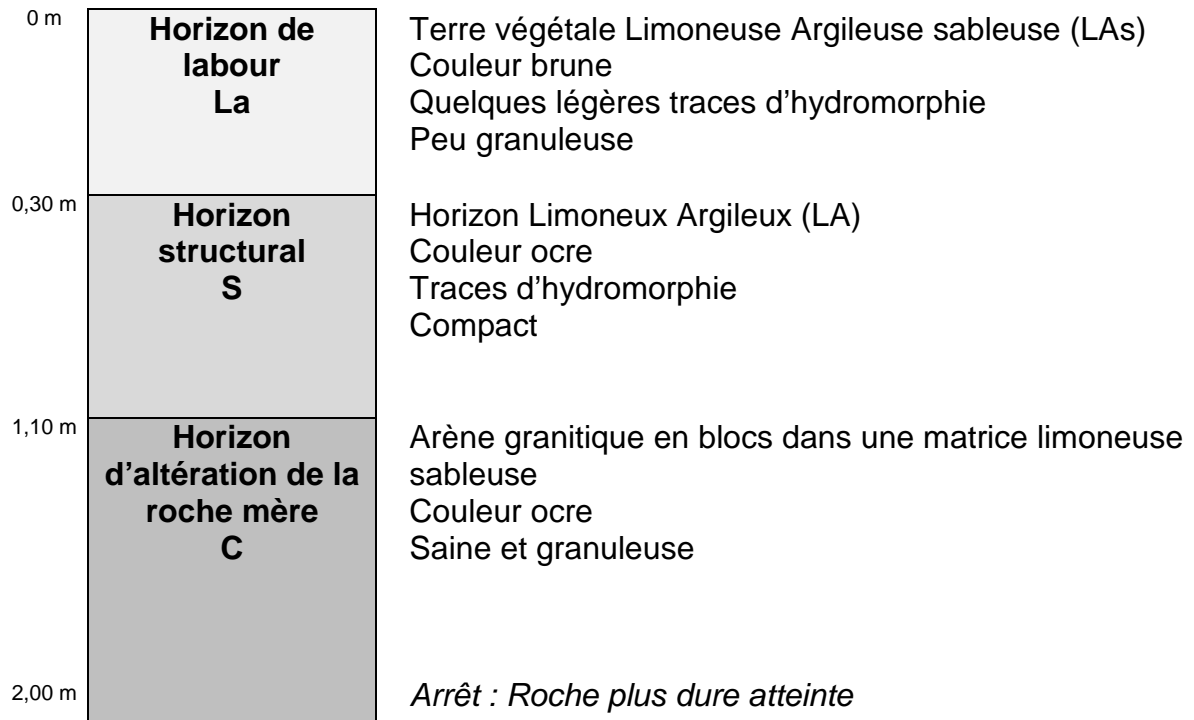 0 m
Horizon de
labour
La
Terre végétale Limoneuse Argileuse sableuse (LAs)
Couleur brune
Quelques légères traces d'hydromorphie
Peu granuleuse
0,30 m
Horizon
structural
S
Horizon Limoneux Argileux (LA)
Couleur ocre
Traces d'hydromorphie
Compact
1,10 m
Horizon
d'altération de la
roche mère
C
Arène granitique en blocs dans une matrice limoneuse
sableuse
Couleur ocre
Saine et granuleuse
2,00 m
Arrêt : Roche plus dure atteinte